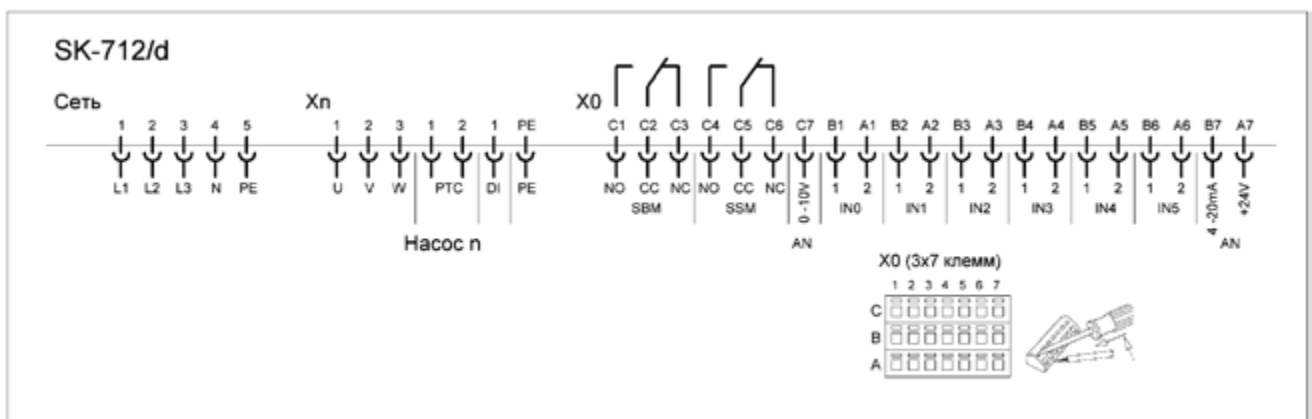 SK-712/d
Сеть Xn X0
1 2 3 4 5 1 2 3 1 2 1 PE C1 C2 C3 C4 C5 C6 C7 B1 A1 B2 A2 B3 A3 B4 A4 B5 A5 B6 A6 B7 A7
L1 L2 L3 N PE U V W PTC DI PE NO CC NC NO CC NC 0 -10V 1 2 1 2 1 2 1 2 1 2 1 2 4 -20mA +24V
SBM SSM IN0 IN1 IN2 IN3 IN4 IN5
Насос n AN AN
X0 (3x7 клемм)
1 2 3 4 5 6 7
C
B
A